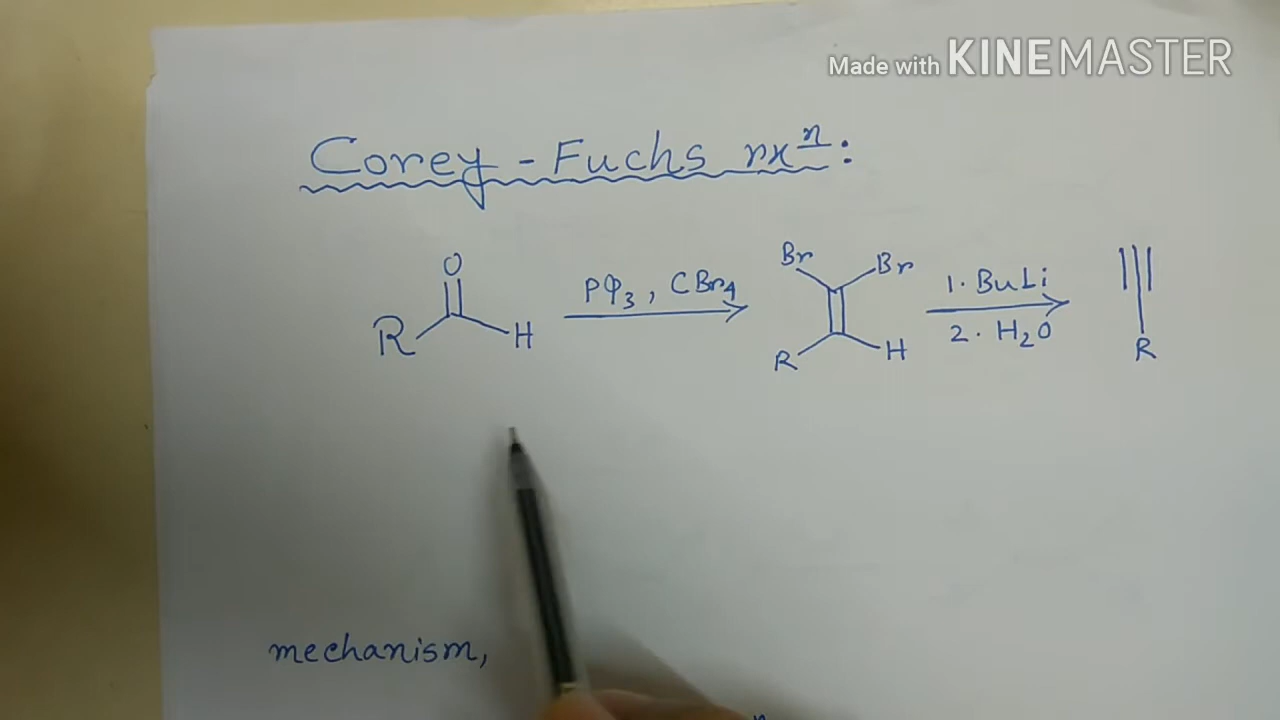 Made with KINEMASTER
Corey - Fuchs rxⁿ:
O
R H
Pφ₃, CBr₄
Br Br
R H
1. BuLi
2. H₂O
R
mechanism,